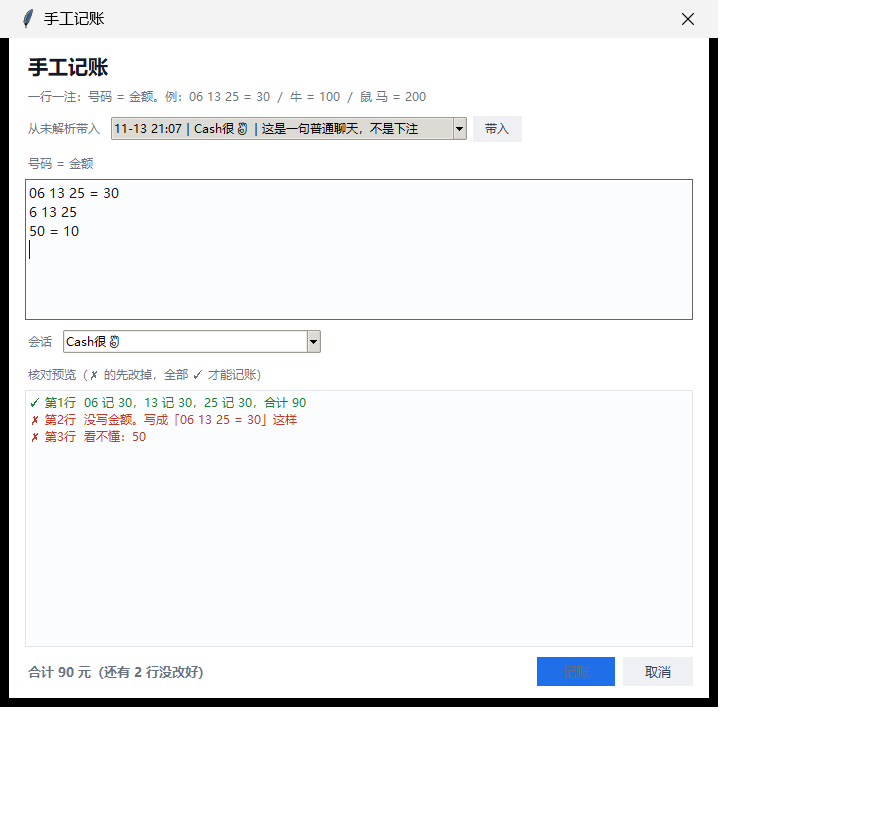 手工记账
手工记账
一行一注：号码 = 金额。例：06 13 25 = 30 / 牛 = 100 / 鼠 马 = 200
从未解析带入 11-13 21:07 | Cash很✌ | 这是一句普通聊天，不是下注 带入
号码 = 金额
06 13 25 = 30
6 13 25
50 = 10
会话 Cash很✌
核对预览（✗ 的先改掉，全部 ✓ 才能记账）
✓ 第1行 06 记 30，13 记 30，25 记 30，合计 90
✗ 第2行 没写金额。写成「06 13 25 = 30」这样
✗ 第3行 看不懂：50
合计 90 元（还有 2 行没改好） 记账 取消